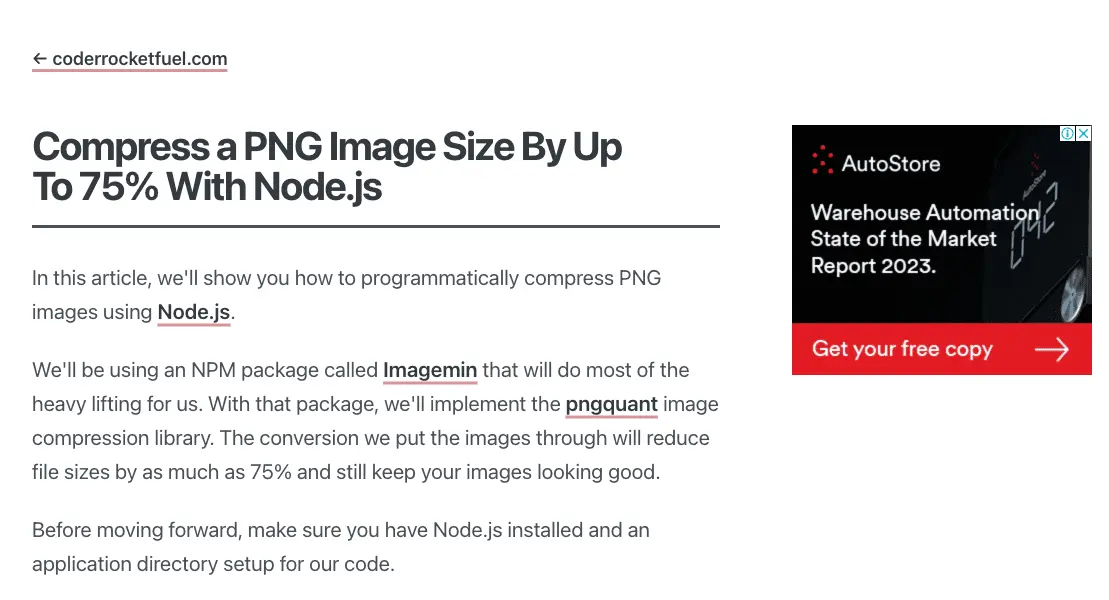 ← coderrocketfuel.com
Compress a PNG Image Size By Up
To 75% With Node.js
In this article, we'll show you how to programmatically compress PNG
images using Node.js.
We'll be using an NPM package called Imagemin that will do most of the
heavy lifting for us. With that package, we'll implement the pngquant image
compression library. The conversion we put the images through will reduce
file sizes by as much as 75% and still keep your images looking good.
Before moving forward, make sure you have Node.js installed and an
application directory setup for our code.
AutoStore
AutoStore
Warehouse Automation
State of the Market
Report 2023.
042
Get your free copy →